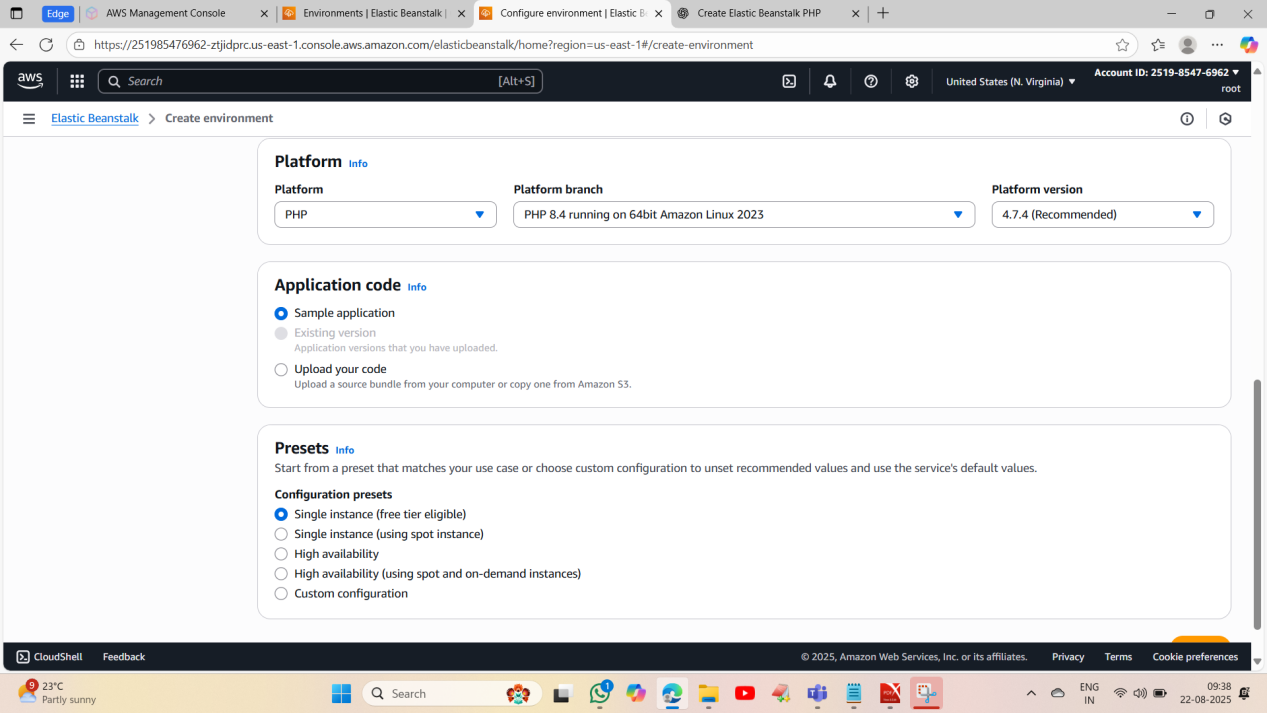 Edge
AWS Management Console
Environments | Elastic Beanstalk |
Configure environment | Elastic B
Create Elastic Beanstalk PHP
https://251985476962-ztjidprc.us-east-1.console.aws.amazon.com/elasticbeanstalk/home?region=us-east-1#/create-environment
aws
Search
[Alt+S]
United States (N. Virginia)
Account ID: 2519-8547-6962
root
Elastic Beanstalk
Create environment
Platform Info
Platform
Platform branch
Platform version
PHP
PHP 8.4 running on 64bit Amazon Linux 2023
4.7.4 (Recommended)
Application code Info
Sample application
Existing version
Application versions that you have uploaded.
Upload your code
Upload a source bundle from your computer or copy one from Amazon S3.
Presets Info
Start from a preset that matches your use case or choose custom configuration to unset recommended values and use the service's default values.
Configuration presets
Single instance (free tier eligible)
Single instance (using spot instance)
High availability
High availability (using spot and on-demand instances)
Custom configuration
CloudShell
Feedback
© 2025, Amazon Web Services, Inc. or its affiliates.
Privacy
Terms
Cookie preferences
9
23°C
Partly sunny
Search
1
PDF
ENG
IN
09:38
22-08-2025